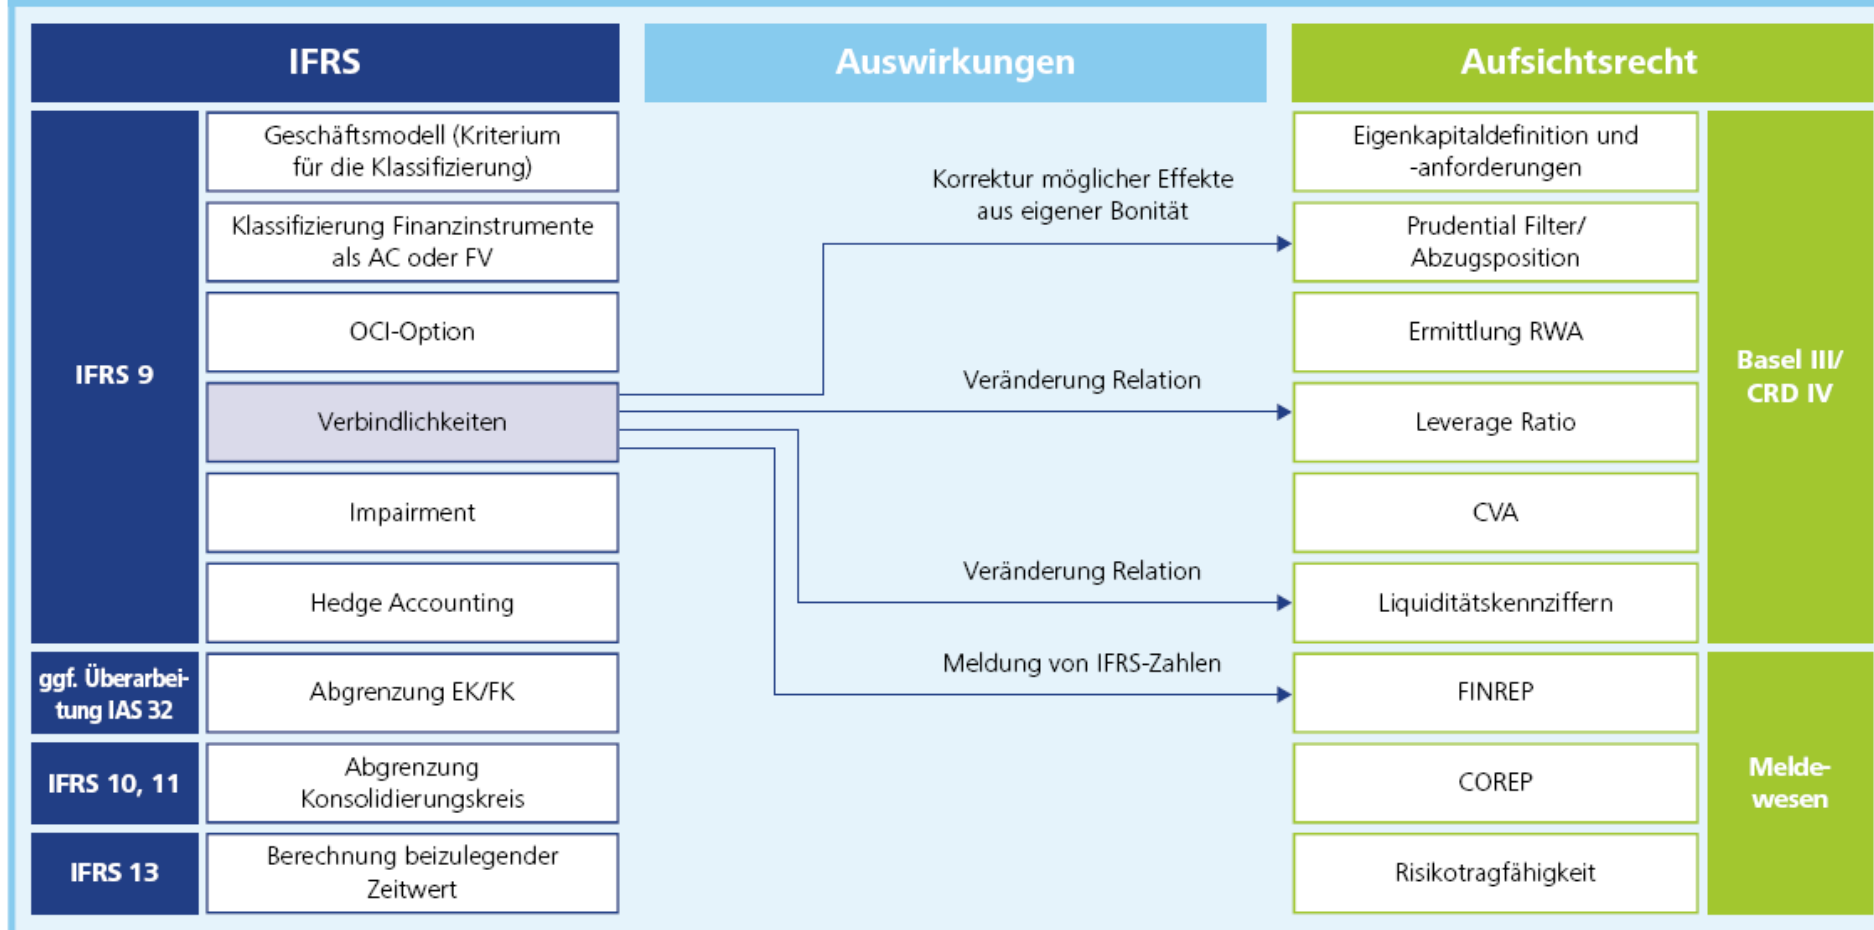 IFRS
Auswirkungen
Aufsichtsrecht
IFRS 9
Geschäftsmodell (Kriterium
für die Klassifizierung)
Klassifizierung Finanzinstrumente
als AC oder FV
OCI-Option
Verbindlichkeiten
Impairment
Hedge Accounting
ggf. Überarbei-
tung IAS 32
Abgrenzung EK/FK
IFRS 10, 11
Abgrenzung
Konsolidierungskreis
IFRS 13
Berechnung beizulegender
Zeitwert
Korrektur möglicher Effekte
aus eigener Bonität
Veränderung Relation
Veränderung Relation
Meldung von IFRS-Zahlen
Eigenkapitaldefinition und
-anforderungen
Prudential Filter/
Abzugsposition
Ermittlung RWA
Leverage Ratio
CVA
Liquiditätskennziffern
Basel III/
CRD IV
FINREP
COREP
Risikotragfähigkeit
Melde-
wesen